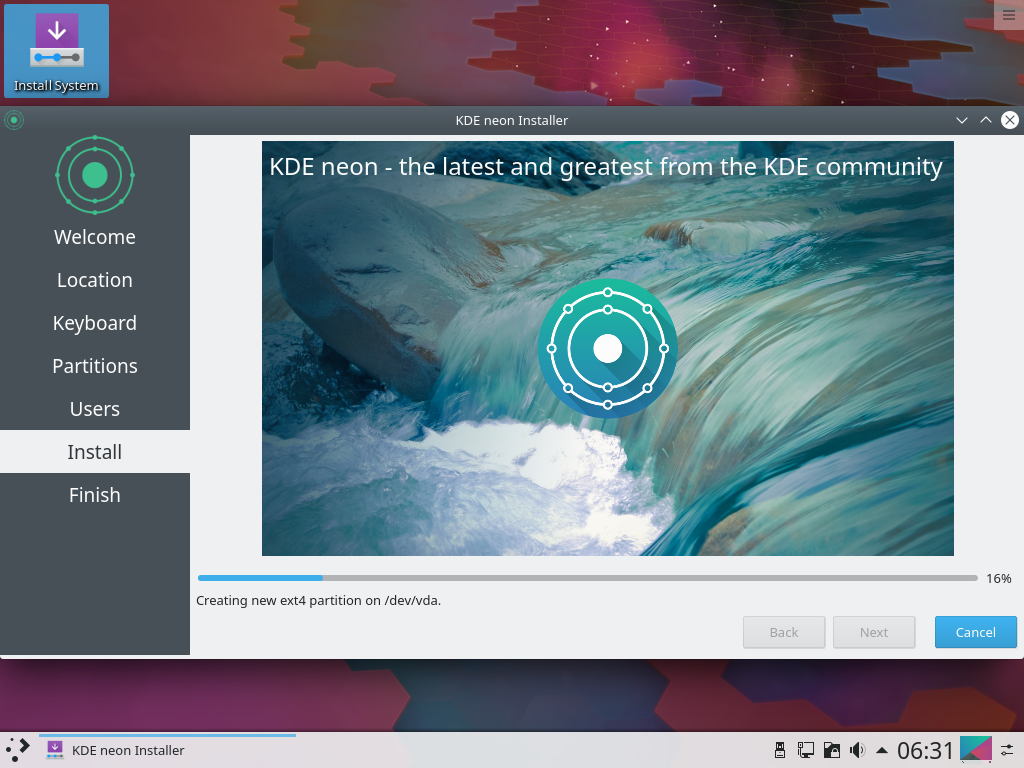 Install System
KDE neon Installer
KDE neon - the latest and greatest from the KDE community
Welcome
Location
Keyboard
Partitions
Users
Install
Finish
16%
Creating new ext4 partition on /dev/vda.
Back
Next
Cancel
KDE neon Installer
06:31